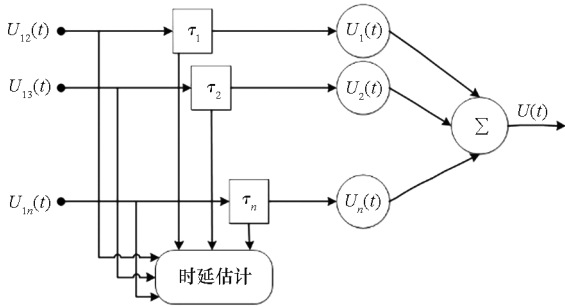 U₁₂(t) τ₁ U₁(t)
U₁₃(t) τ₂ U₂(t)
Σ U(t)
U₁ₙ(t) τₙ Uₙ(t)
时延估计